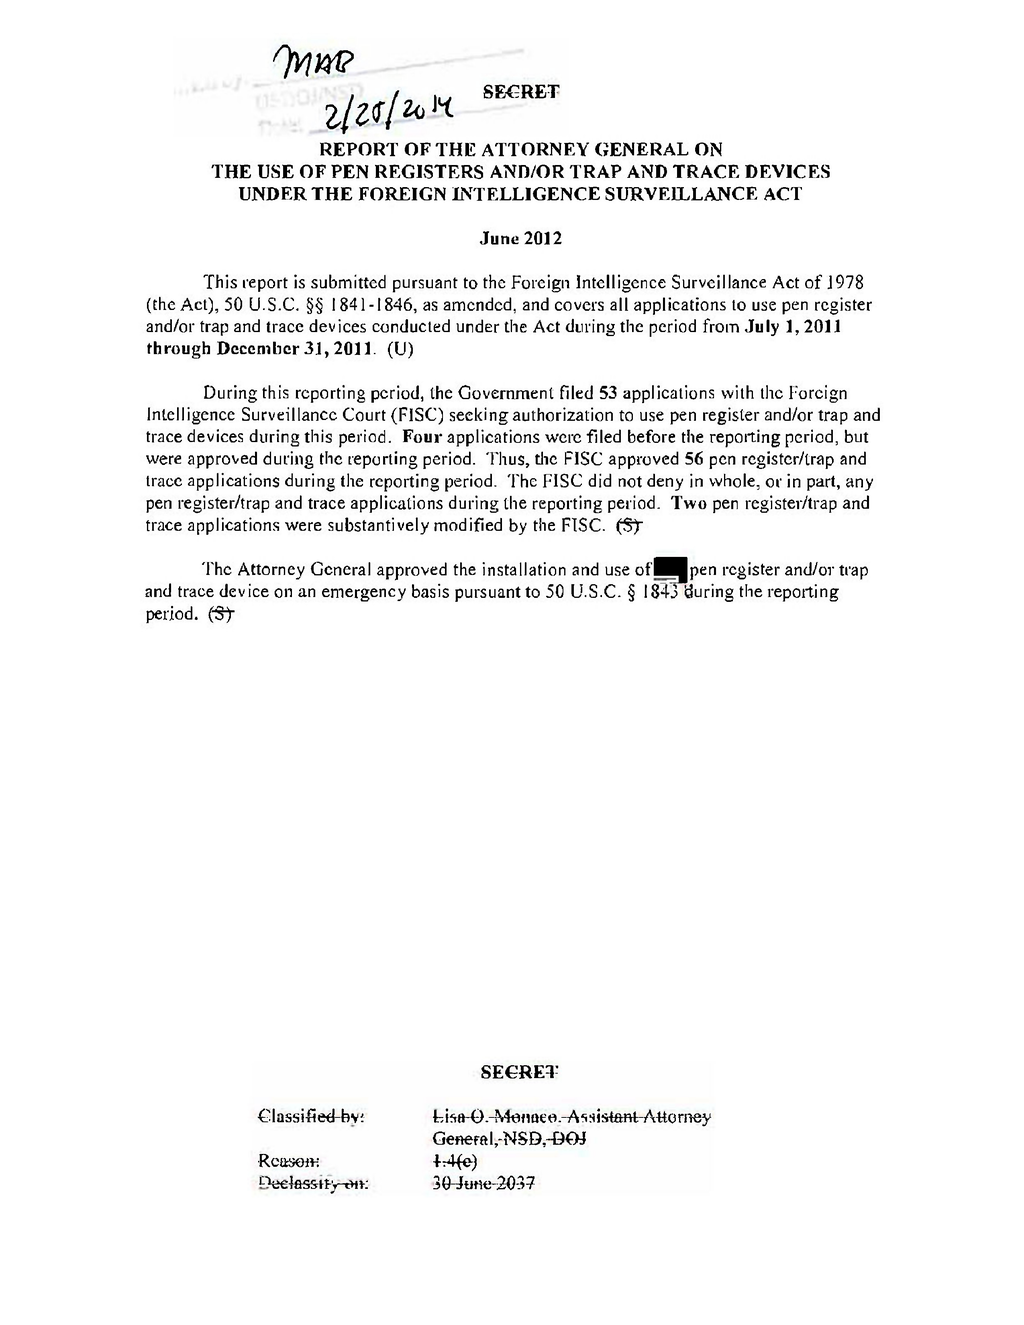 MAB
USDOJ/NSD
2/25/2014
SECRET
REPORT OF THE ATTORNEY GENERAL ON
THE USE OF PEN REGISTERS AND/OR TRAP AND TRACE DEVICES
UNDER THE FOREIGN INTELLIGENCE SURVEILLANCE ACT
June 2012
This report is submitted pursuant to the Foreign Intelligence Surveillance Act of 1978
(the Act), 50 U.S.C. §§ 1841-1846, as amended, and covers all applications to use pen register
and/or trap and trace devices conducted under the Act during the period from July 1, 2011
through December 31, 2011. (U)
During this reporting period, the Government filed 53 applications with the Foreign
Intelligence Surveillance Court (FISC) seeking authorization to use pen register and/or trap and
trace devices during this period. Four applications were filed before the reporting period, but
were approved during the reporting period. Thus, the FISC approved 56 pen register/trap and
trace applications during the reporting period. The FISC did not deny in whole, or in part, any
pen register/trap and trace applications during the reporting period. Two pen register/trap and
trace applications were substantively modified by the FISC. (S)
The Attorney General approved the installation and use of pen register and/or trap
and trace device on an emergency basis pursuant to 50 U.S.C. § 1843 during the reporting
period. (S)
SECRET
Classified by: Lisa O. Monaco, Assistant Attorney
General, NSD, DOJ
Reason: 1.4(c)
Declassify on: 30 June 2037